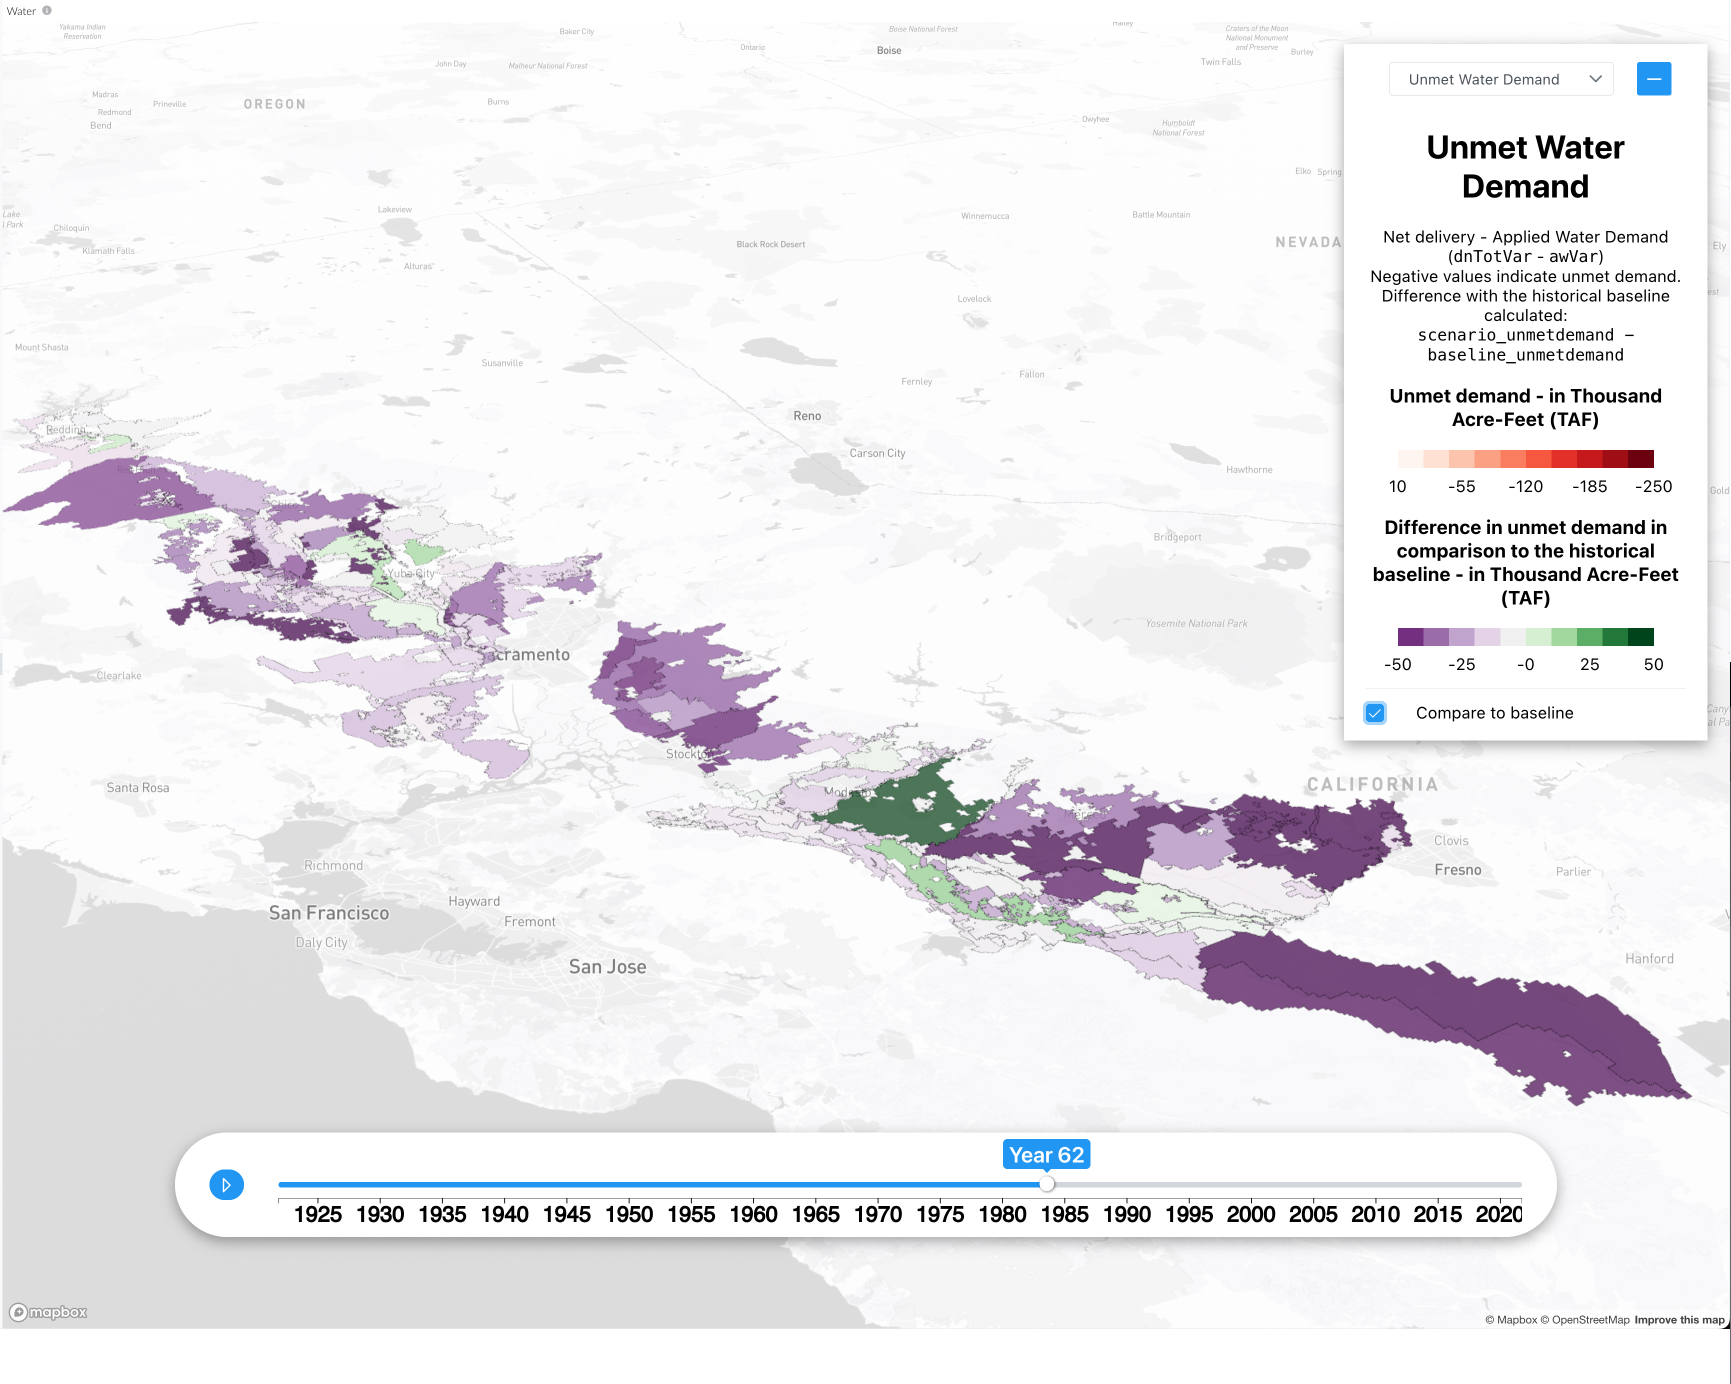 Water
Yakama Indian
Reservation
Baker City
Ontario
Boise National Forest
Boise
Craters of the Moon
National Monument
and Preserve
Burley
Twin Falls
John Day
Malheur National Forest
Madras
Prineville
Redmond
Bend
OREGON
Burns
Owyhee
Humboldt
National Forest
Elko
Spring
Lake
l Park
Chiloquin
Klamath Falls
Lakeview
Alturas
Winnemucca
Battle Mountain
Black Rock Desert
NEVADA
Ely
Lovelock
Mount Shasta
Susanville
Fernley
Fallon
Reno
Carson City
Hawthorne
Gold
Redding
Bridgeport
Yuba City
Yosemite National Park
cramento
Clearlake
Stockto
Santa Rosa
Modesto
Merced
CALIFORNIA
Clovis
Fresno
Parlier
Richmond
San Francisco
Hayward
Fremont
Daly City
San Jose
Hanford
Unmet Water Demand
Unmet Water
Demand
Net delivery - Applied Water Demand
(dnTotVar - awVar)
Negative values indicate unmet demand.
Difference with the historical baseline
calculated:
scenario_unmetdemand –
baseline_unmetdemand
Unmet demand - in Thousand
Acre-Feet (TAF)
10 -55 -120 -185 -250
Difference in unmet demand in
comparison to the historical
baseline - in Thousand Acre-Feet
(TAF)
-50 -25 -0 25 50
Compare to baseline
Year 62
1925 1930 1935 1940 1945 1950 1955 1960 1965 1970 1975 1980 1985 1990 1995 2000 2005 2010 2015 2020
mapbox
© Mapbox © OpenStreetMap Improve this map